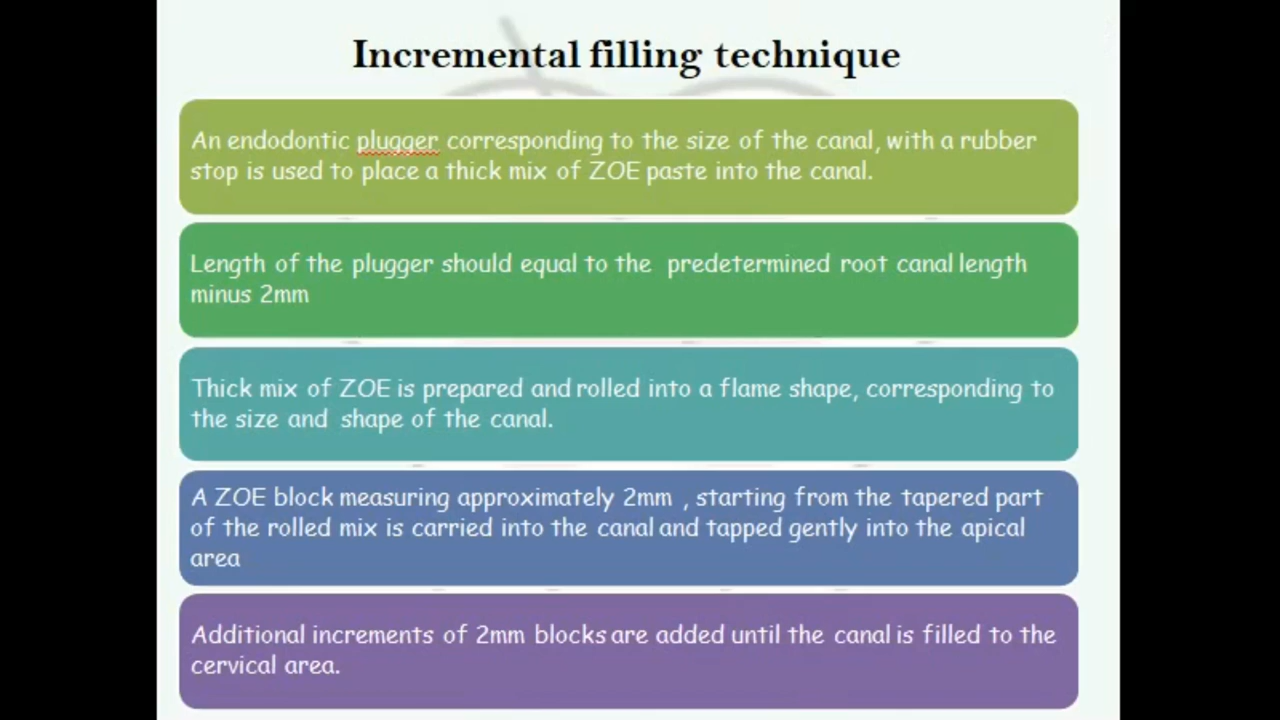 Incremental filling technique
An endodontic plugger corresponding to the size of the canal, with a rubber
stop is used to place a thick mix of ZOE paste into the canal.
Length of the plugger should equal to the predetermined root canal length
minus 2mm
Thick mix of ZOE is prepared and rolled into a flame shape, corresponding to
the size and shape of the canal.
A ZOE block measuring approximately 2mm , starting from the tapered part
of the rolled mix is carried into the canal and tapped gently into the apical
area
Additional increments of 2mm blocks are added until the canal is filled to the
cervical area.